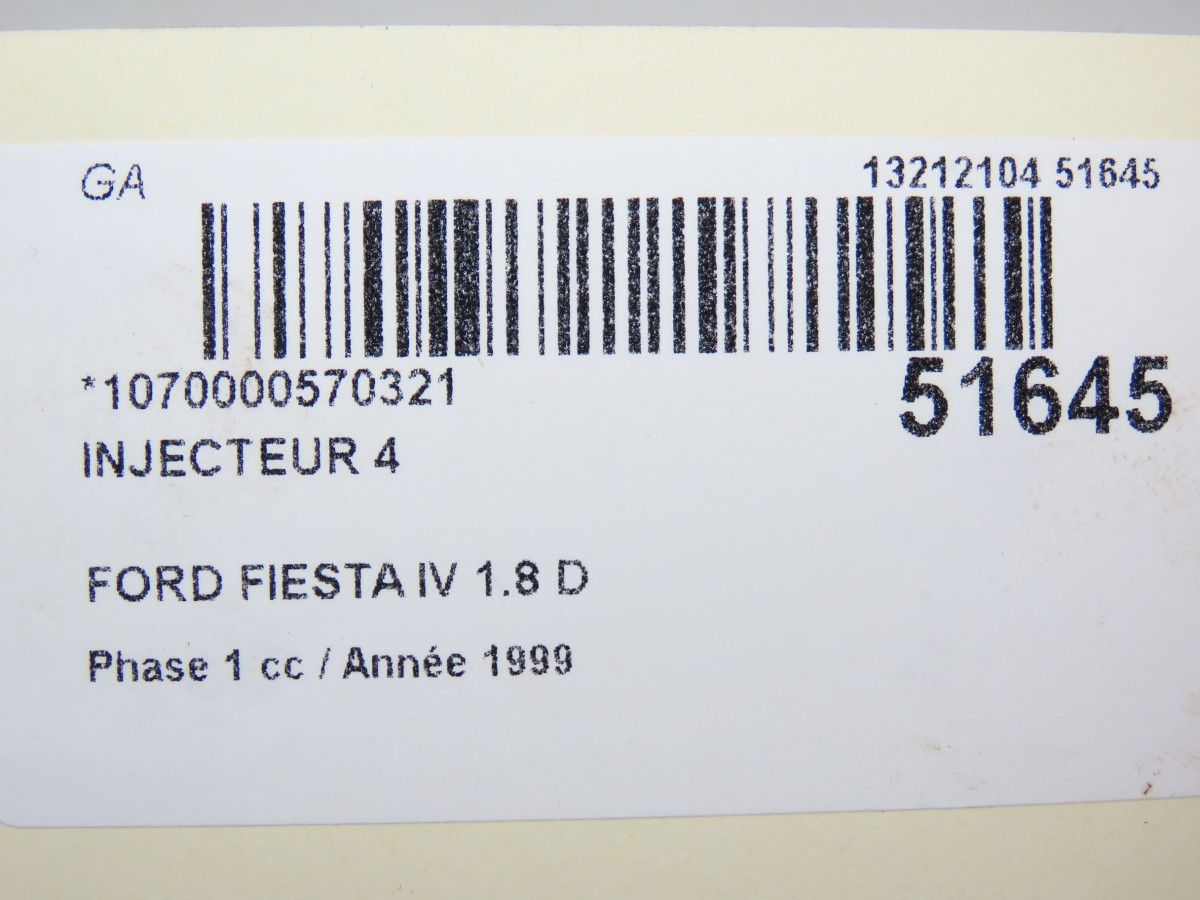 GA 13212104 51645
*1070000570321 51645
INJECTEUR 4
FORD FIESTA IV 1.8 D
Phase 1 cc / Année 1999